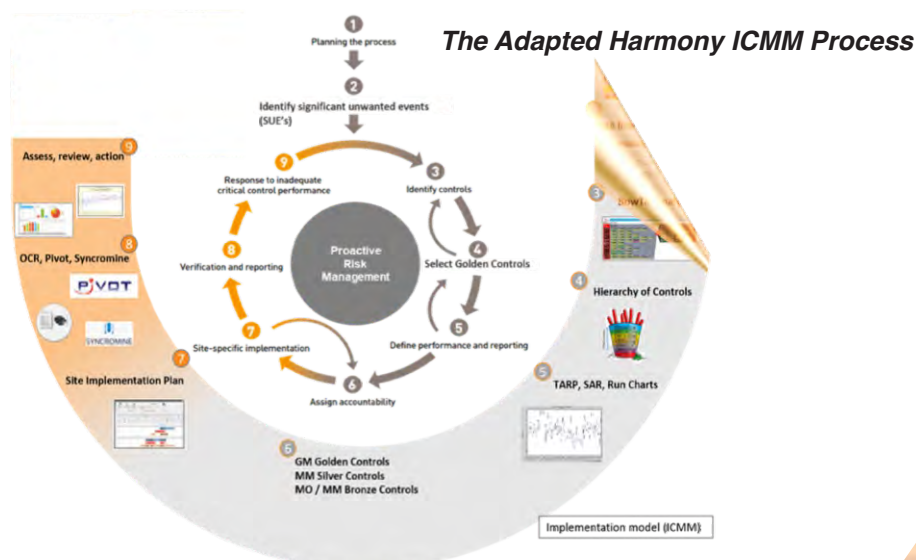 The Adapted Harmony ICMM Process
1
Planning the process
2
Identify significant unwanted events
(SUE's)
3
Identify controls
4
Select Golden Controls
5
Define performance and reporting
6
Assign accountability
7
Site-specific implementation
8
Verification and reporting
9
Response to inadequate
critical control performance
Proactive
Risk
Management
3
4
Hierarchy of Controls
5
TARP, SAR, Run Charts
6
GM Golden Controls
MM Silver Controls
MO / MM Bronze Controls
7
Site Implementation Plan
8
OCR, Pivot, Syncromine
PIVOT
SYNCROMINE
9
Assess, review, action
Implementation model (ICMM)